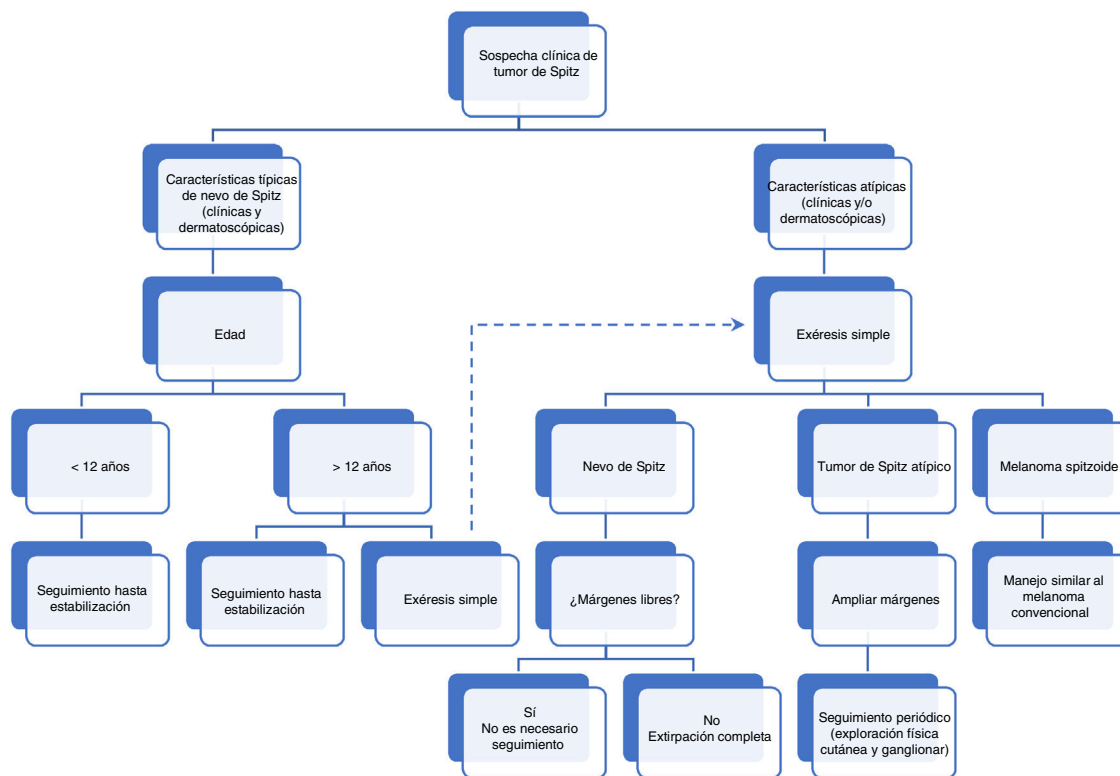 Sospecha clínica de
tumor de Spitz
Características típicas
de nevo de Spitz
(clínicas y
dermatoscópicas)
Características atípicas
(clínicas y/o
dermatoscópicas)
Edad
Exéresis simple
< 12 años
> 12 años
Nevo de Spitz
Tumor de Spitz atípico
Melanoma spitzoide
Seguimiento hasta
estabilización
Seguimiento hasta
estabilización
Exéresis simple
¿Márgenes libres?
Ampliar márgenes
Manejo similar al
melanoma
convencional
Sí
No es necesario
seguimiento
No
Extirpación completa
Seguimiento periódico
(exploración física
cutánea y ganglionar)